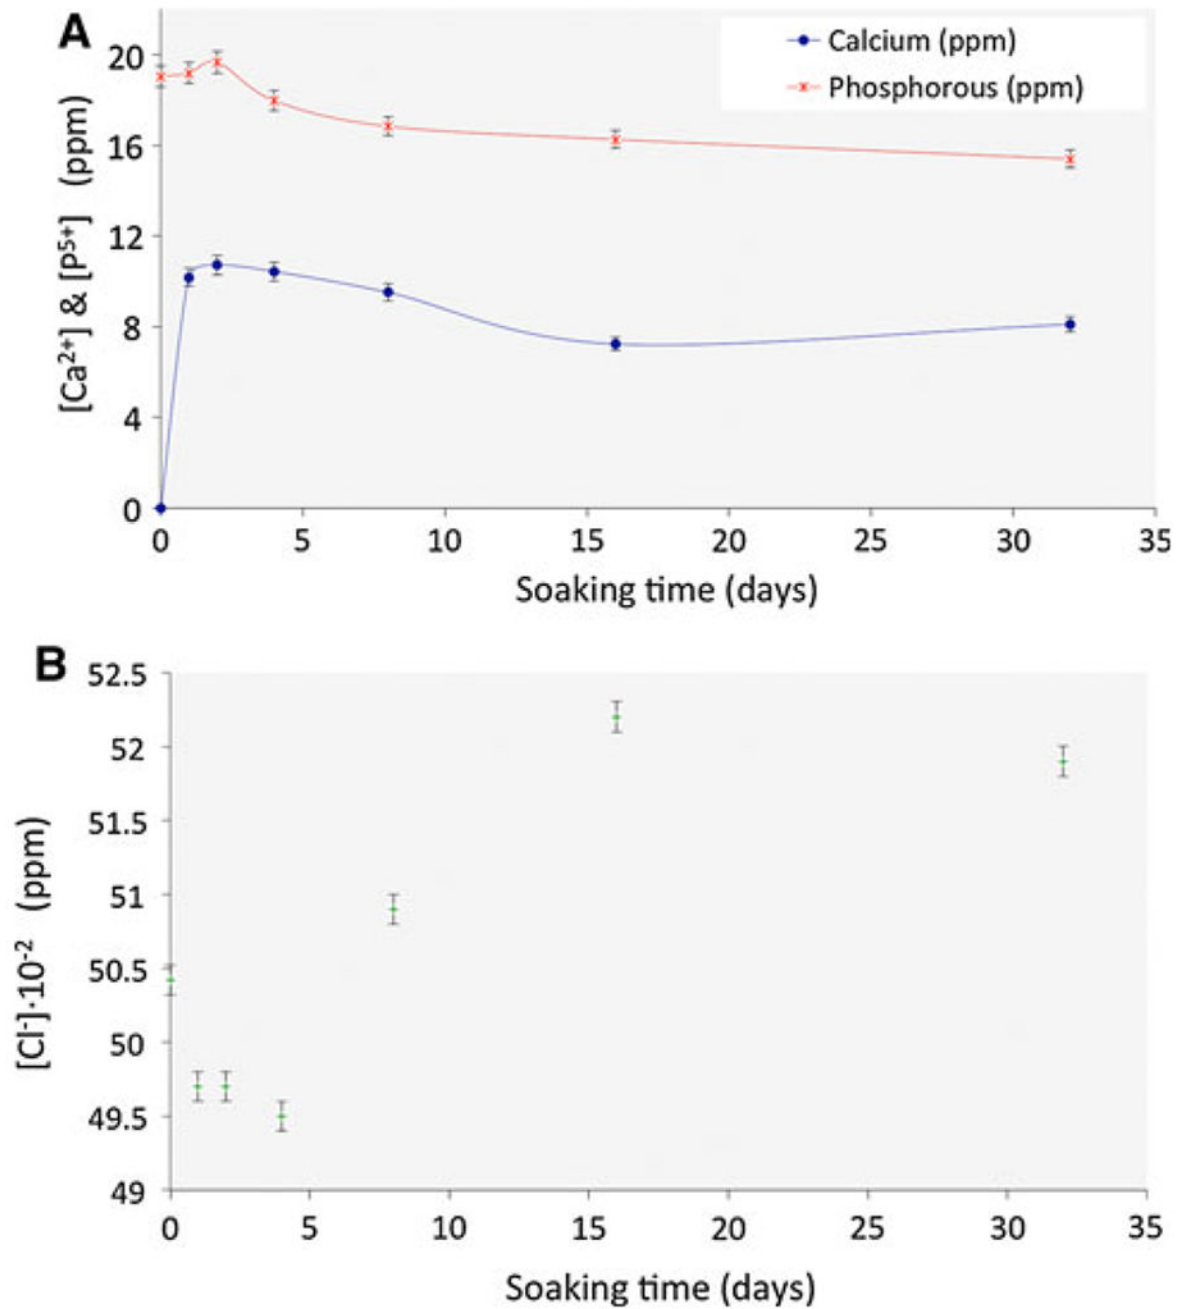 A
Calcium (ppm)
Phosphorous (ppm)
[Ca²⁺] & [P⁵⁺] (ppm)
20
16
12
8
4
0
0 5 10 15 20 25 30 35
Soaking time (days)
B
[Cl⁻]·10⁻² (ppm)
52.5
52
51.5
51
50.5
50
49.5
49
0 5 10 15 20 25 30 35
Soaking time (days)